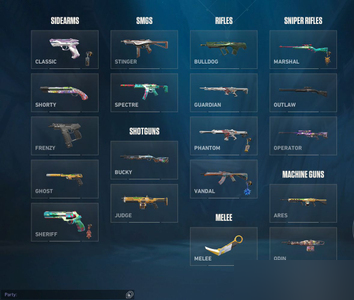 SIDEARMS
CLASSIC
SHORTY
FRENZY
GHOST
SHERIFF
SMGS
STINGER
SPECTRE
SHOTGUNS
BUCKY
JUDGE
RIFLES
BULLDOG
GUARDIAN
PHANTOM
VANDAL
MELEE
MELEE
SNIPER RIFLES
MARSHAL
OUTLAW
OPERATOR
MACHINE GUNS
ARES
ODIN
Party